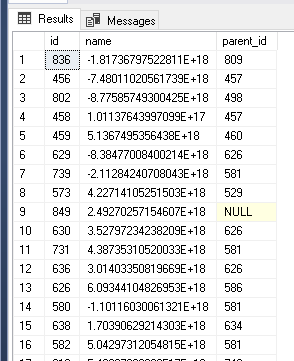 Results Messages
id name parent_id
1 836 -1.81736797522811E+18 809
2 456 -7.48011020561739E+18 457
3 802 -8.77585749300425E+18 498
4 458 1.01137643997099E+18 457
5 459 5.1367495356438E+18 460
6 629 -8.38477008400214E+18 626
7 739 -2.11284240708043E+18 581
8 573 4.22714105251503E+18 529
9 849 2.49270257154607E+18 NULL
10 630 3.52797234238209E+18 626
11 731 4.38735310520033E+18 581
12 636 3.01403350819669E+18 626
13 626 6.09344104826953E+18 586
14 580 -1.10116030061321E+18 581
15 638 1.70390629214303E+18 634
16 582 5.04297312054815E+18 581